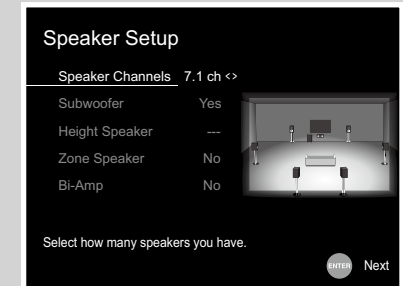 Speaker Setup
Speaker Channels 7.1 ch <>
Subwoofer Yes
Height Speaker ---
Zone Speaker No
Bi-Amp No
Select how many speakers you have.
ENTER Next